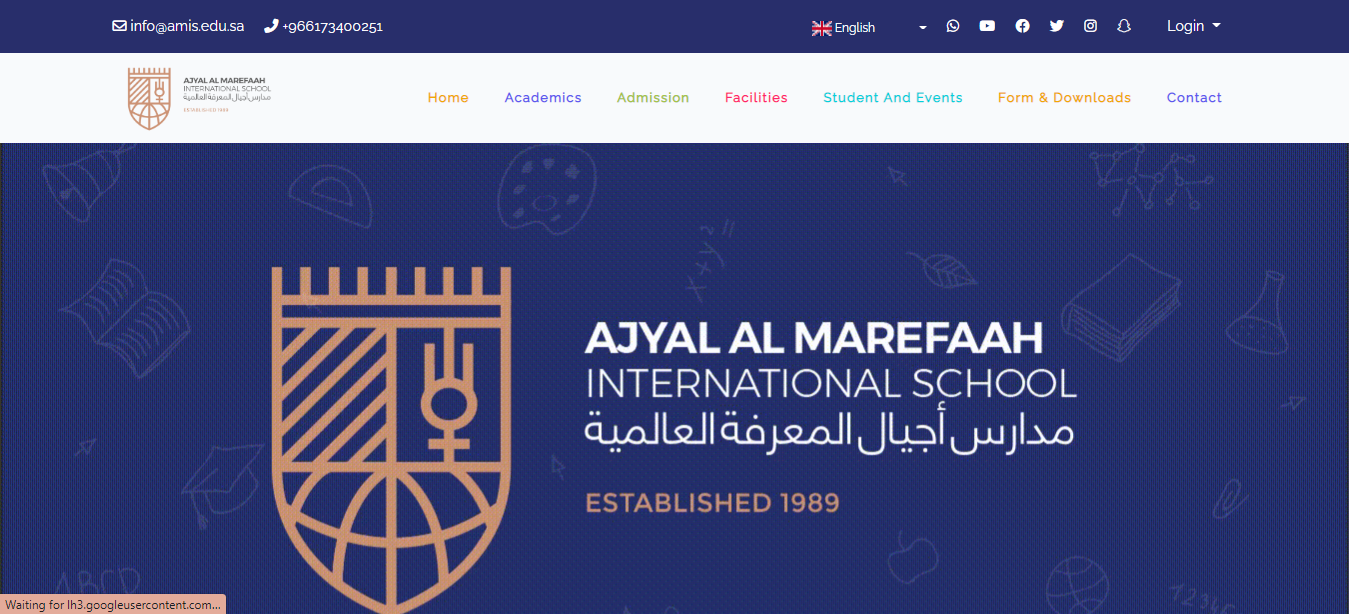 info@amis.edu.sa +966173400251 English Login
AJYAL AL MAREFAAH
INTERNATIONAL SCHOOL
مدارس أجيال المعرفة العالمية
ESTABLISHED 1989
Home Academics Admission Facilities Student And Events Form & Downloads Contact
x+y²=
AJYAL AL MAREFAAH
INTERNATIONAL SCHOOL
مدارس أجيال المعرفة العالمية
ESTABLISHED 1989
ABCD
Waiting for lh3.googleusercontent.com...